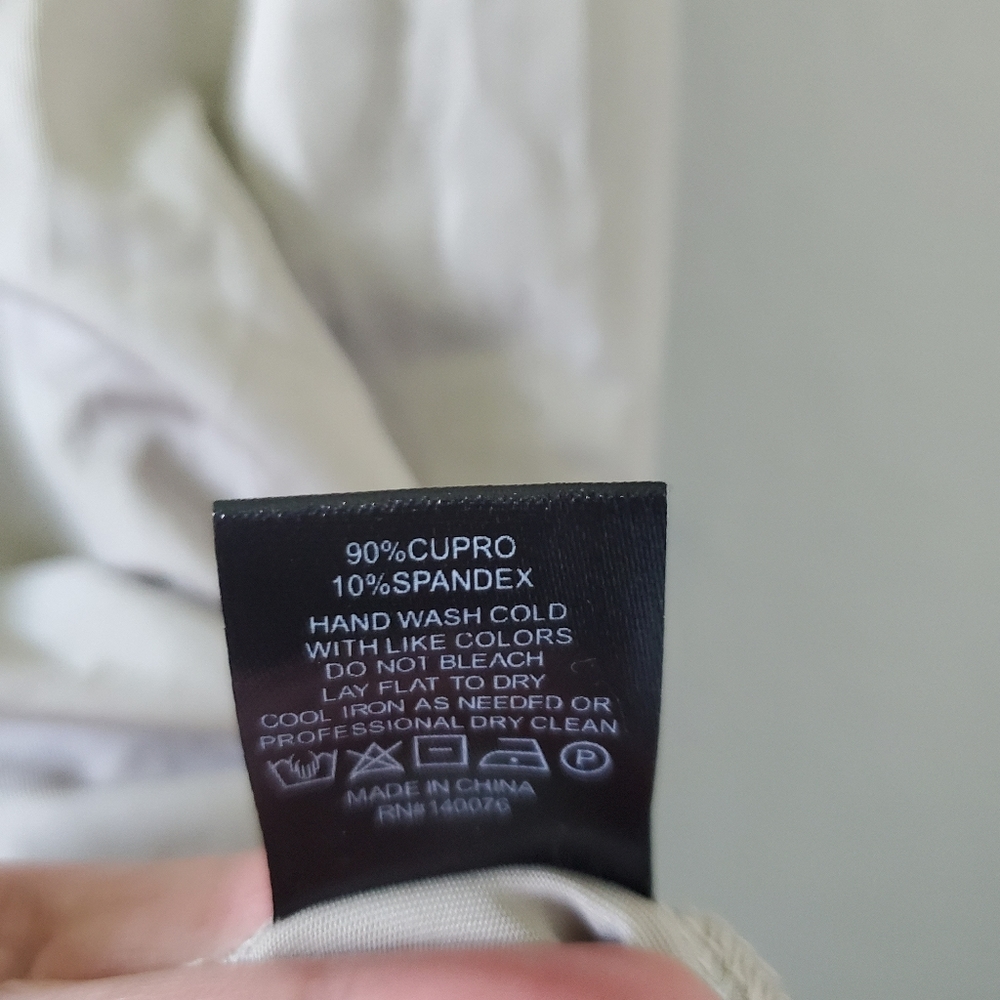 90%CUPRO
10%SPANDEX
HAND WASH COLD
WITH LIKE COLORS
DO NOT BLEACH
LAY FLAT TO DRY
COOL IRON AS NEEDED OR
PROFESSIONAL DRY CLEAN
P
MADE IN CHINA
RN#140076